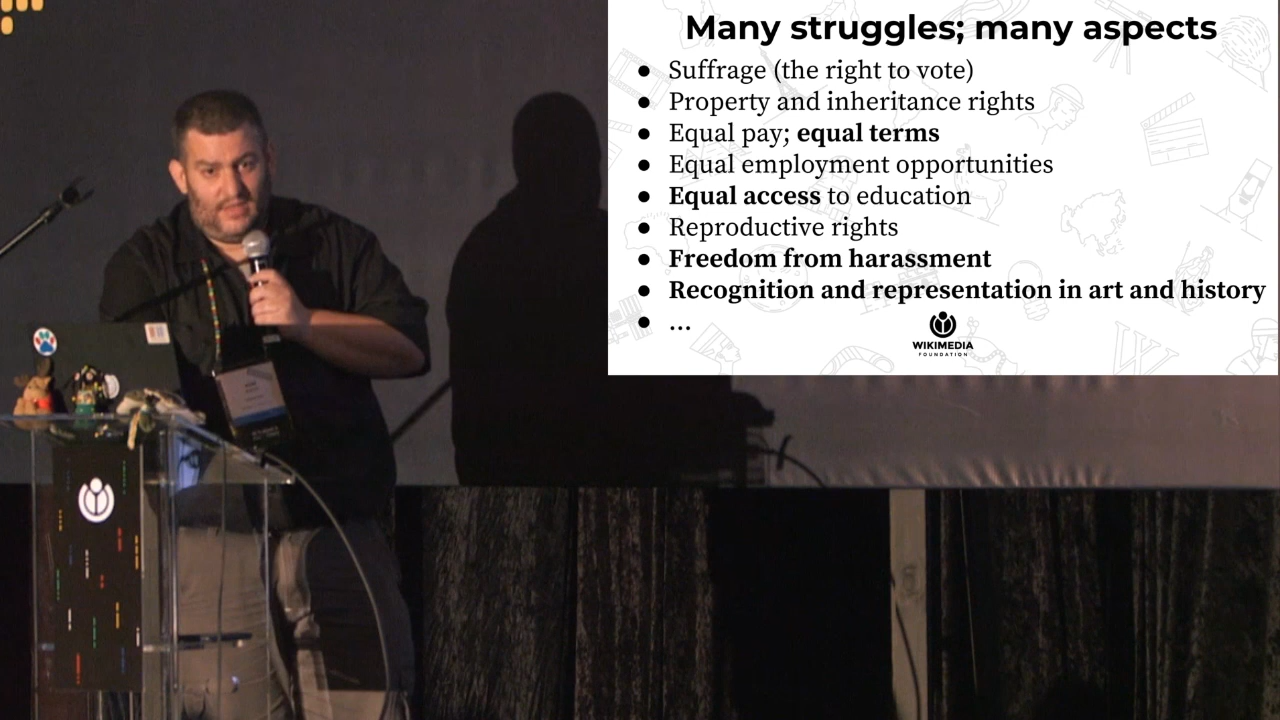 Many struggles; many aspects
● Suffrage (the right to vote)
● Property and inheritance rights
● Equal pay; equal terms
● Equal employment opportunities
● Equal access to education
● Reproductive rights
● Freedom from harassment
● Recognition and representation in art and history
● ...
WIKIMEDIA
FOUNDATION